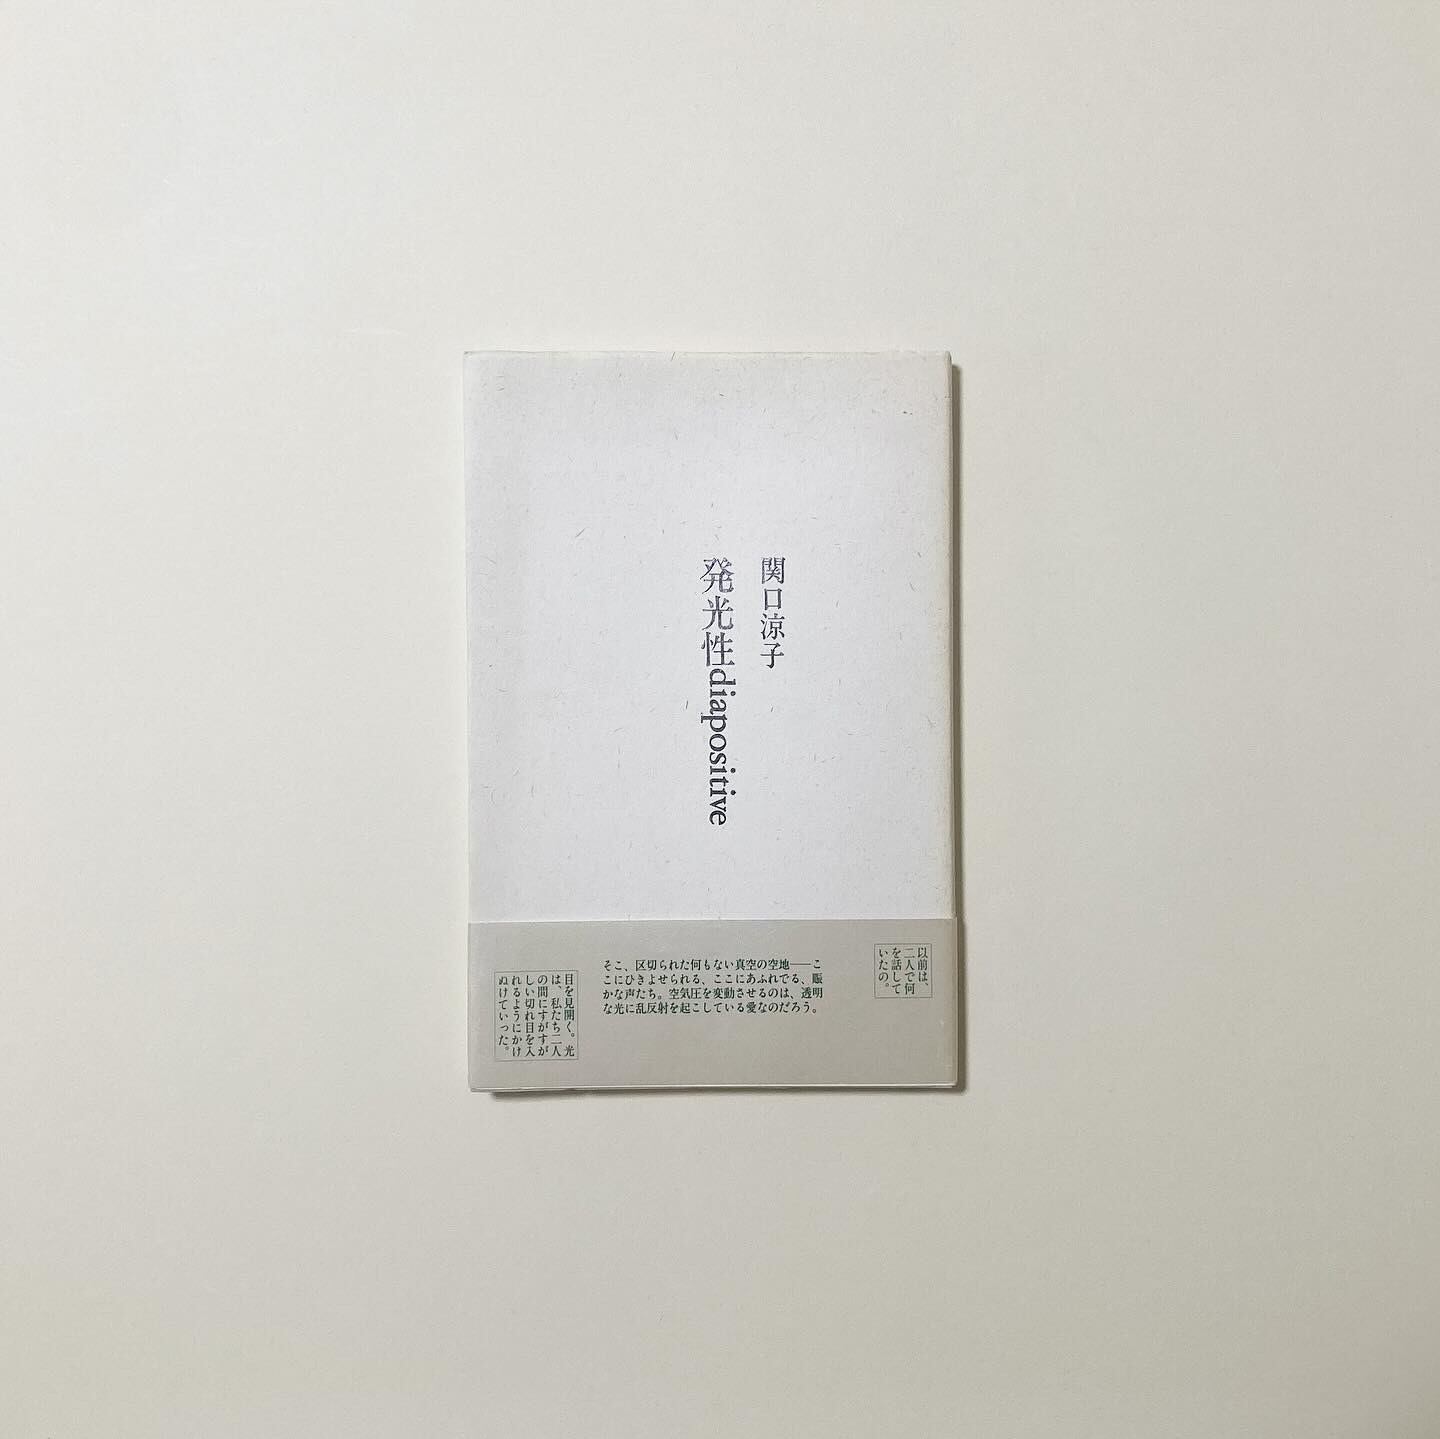 関口涼子
発光性diapositive
以前は、
二人で何
を話して
いたの。
そこ、区切られた何もない真空の空地――こ
こにひきよせられる、ここにあふれでる、賑
かな声たち。空気圧を変動させるのは、透明
な光に乱反射を起こしている愛なのだろう。
目を見開く。光
は、私たち二人
の間にすがすが
しい切れ目を入
れるようにかけ
ぬけていった。